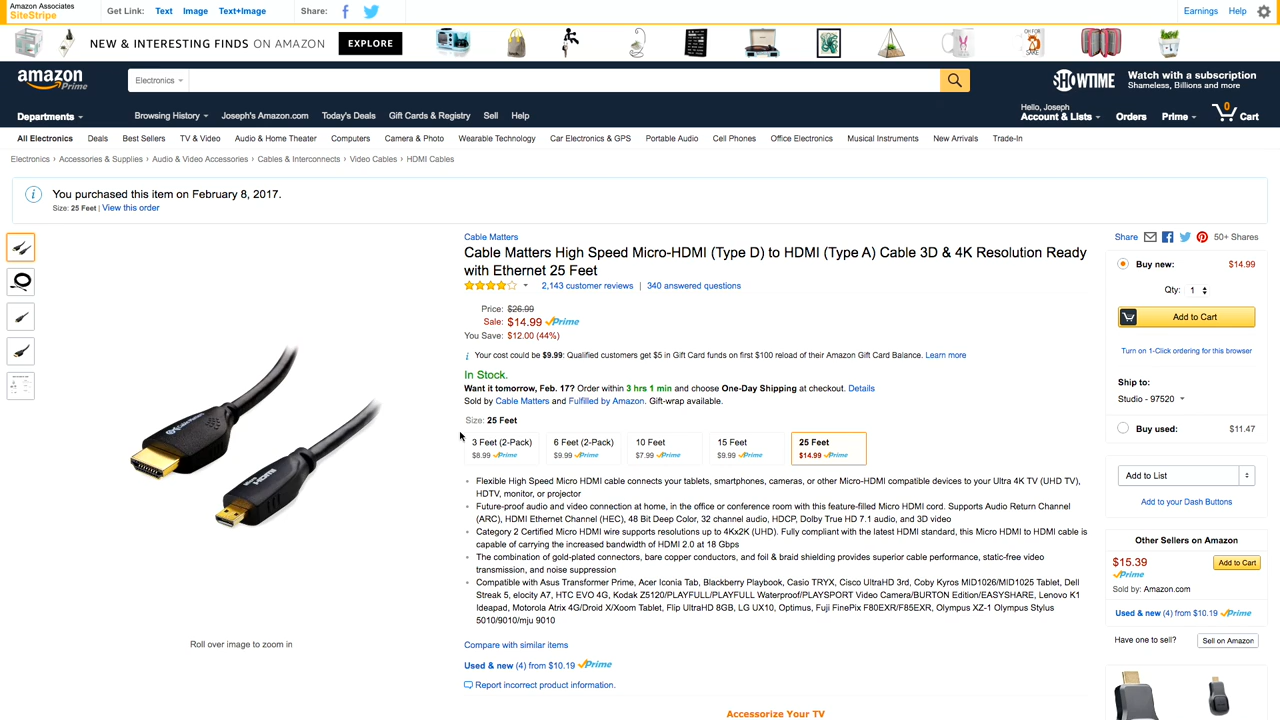 Amazon Associates
SiteStripe
Get Link: Text Image Text+Image Share:
Earnings Help
NEW & INTERESTING FINDS ON AMAZON EXPLORE
amazon
Prime
Electronics
SHOWTIME
Watch with a subscription
Shameless, Billions and more
Departments
Browsing History Joseph's Amazon.com Today's Deals Gift Cards & Registry Sell Help
Hello, Joseph
Account & Lists Orders Prime 0 Cart
All Electronics Deals Best Sellers TV & Video Audio & Home Theater Computers Camera & Photo Wearable Technology Car Electronics & GPS Portable Audio Cell Phones Office Electronics Musical Instruments New Arrivals Trade-In
Electronics › Accessories & Supplies › Audio & Video Accessories › Cables & Interconnects › Video Cables › HDMI Cables
You purchased this item on February 8, 2017.
Size: 25 Feet | View this order
Cable Matters
Cable Matters High Speed Micro-HDMI (Type D) to HDMI (Type A) Cable 3D & 4K Resolution Ready
with Ethernet 25 Feet
2,143 customer reviews | 340 answered questions
Price: $26.99
Sale: $14.99 Prime
You Save: $12.00 (44%)
Your cost could be $9.99: Qualified customers get $5 in Gift Card funds on first $100 reload of their Amazon Gift Card Balance. Learn more
In Stock.
Want it tomorrow, Feb. 17? Order within 3 hrs 1 min and choose One-Day Shipping at checkout. Details
Sold by Cable Matters and Fulfilled by Amazon. Gift-wrap available.
Size: 25 Feet
3 Feet (2-Pack) 6 Feet (2-Pack) 10 Feet 15 Feet 25 Feet
$8.99 Prime $9.99 Prime $7.99 Prime $9.99 Prime $14.99 Prime
• Flexible High Speed Micro HDMI cable connects your tablets, smartphones, cameras, or other Micro-HDMI compatible devices to your Ultra 4K TV (UHD TV),
HDTV, monitor, or projector
• Future-proof audio and video connection at home, in the office or conference room with this feature-filled Micro HDMI cord. Supports Audio Return Channel
(ARC), HDMI Ethernet Channel (HEC), 48 Bit Deep Color, 32 channel audio, HDCP, Dolby True HD 7.1 audio, and 3D video
• Category 2 Certified Micro HDMI wire supports resolutions up to 4Kx2K (UHD). Fully compliant with the latest HDMI standard, this Micro HDMI to HDMI cable is
capable of carrying the increased bandwidth of HDMI 2.0 at 18 Gbps
• The combination of gold-plated connectors, bare copper conductors, and foil & braid shielding provides superior cable performance, static-free video
transmission, and noise suppression
• Compatible with Asus Transformer Prime, Acer Iconia Tab, Blackberry Playbook, Casio TRYX, Cisco UltraHD 3rd, Coby Kyros MID1026/MID1025 Tablet, Dell
Streak 5, elocity A7, HTC EVO 4G, Kodak Z5120/PLAYFULL/PLAYFULL Waterproof/PLAYSPORT Video Camera/BURTON Edition/EASYSHARE, Lenovo K1
Ideapad, Motorola Atrix 4G/Droid X/Xoom Tablet, Flip UltraHD 8GB, LG UX10, Optimus, Fuji FinePix F80EXR/F85EXR, Olympus XZ-1 Olympus Stylus
5010/9010/mju 9010
Compare with similar items
Used & new (4) from $10.19 Prime
Report incorrect product information.
Accessorize Your TV
Roll over image to zoom in
Share 50+ Shares
Buy new: $14.99
Qty: 1
Add to Cart
Turn on 1-Click ordering for this browser
Ship to:
Studio - 97520
Buy used: $11.47
Add to List
Add to your Dash Buttons
Other Sellers on Amazon
$15.39 Add to Cart
Prime
Sold by: Amazon.com
Used & new (4) from $10.19 Prime
Have one to sell? Sell on Amazon